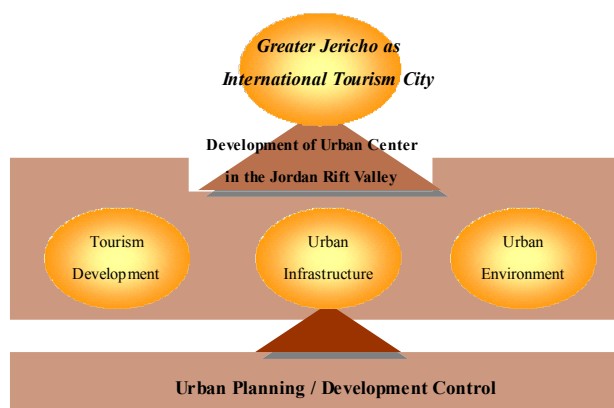 Greater Jericho as
International Tourism City
Development of Urban Center
in the Jordan Rift Valley
Tourism
Development
Urban
Infrastructure
Urban
Environment
Urban Planning / Development Control